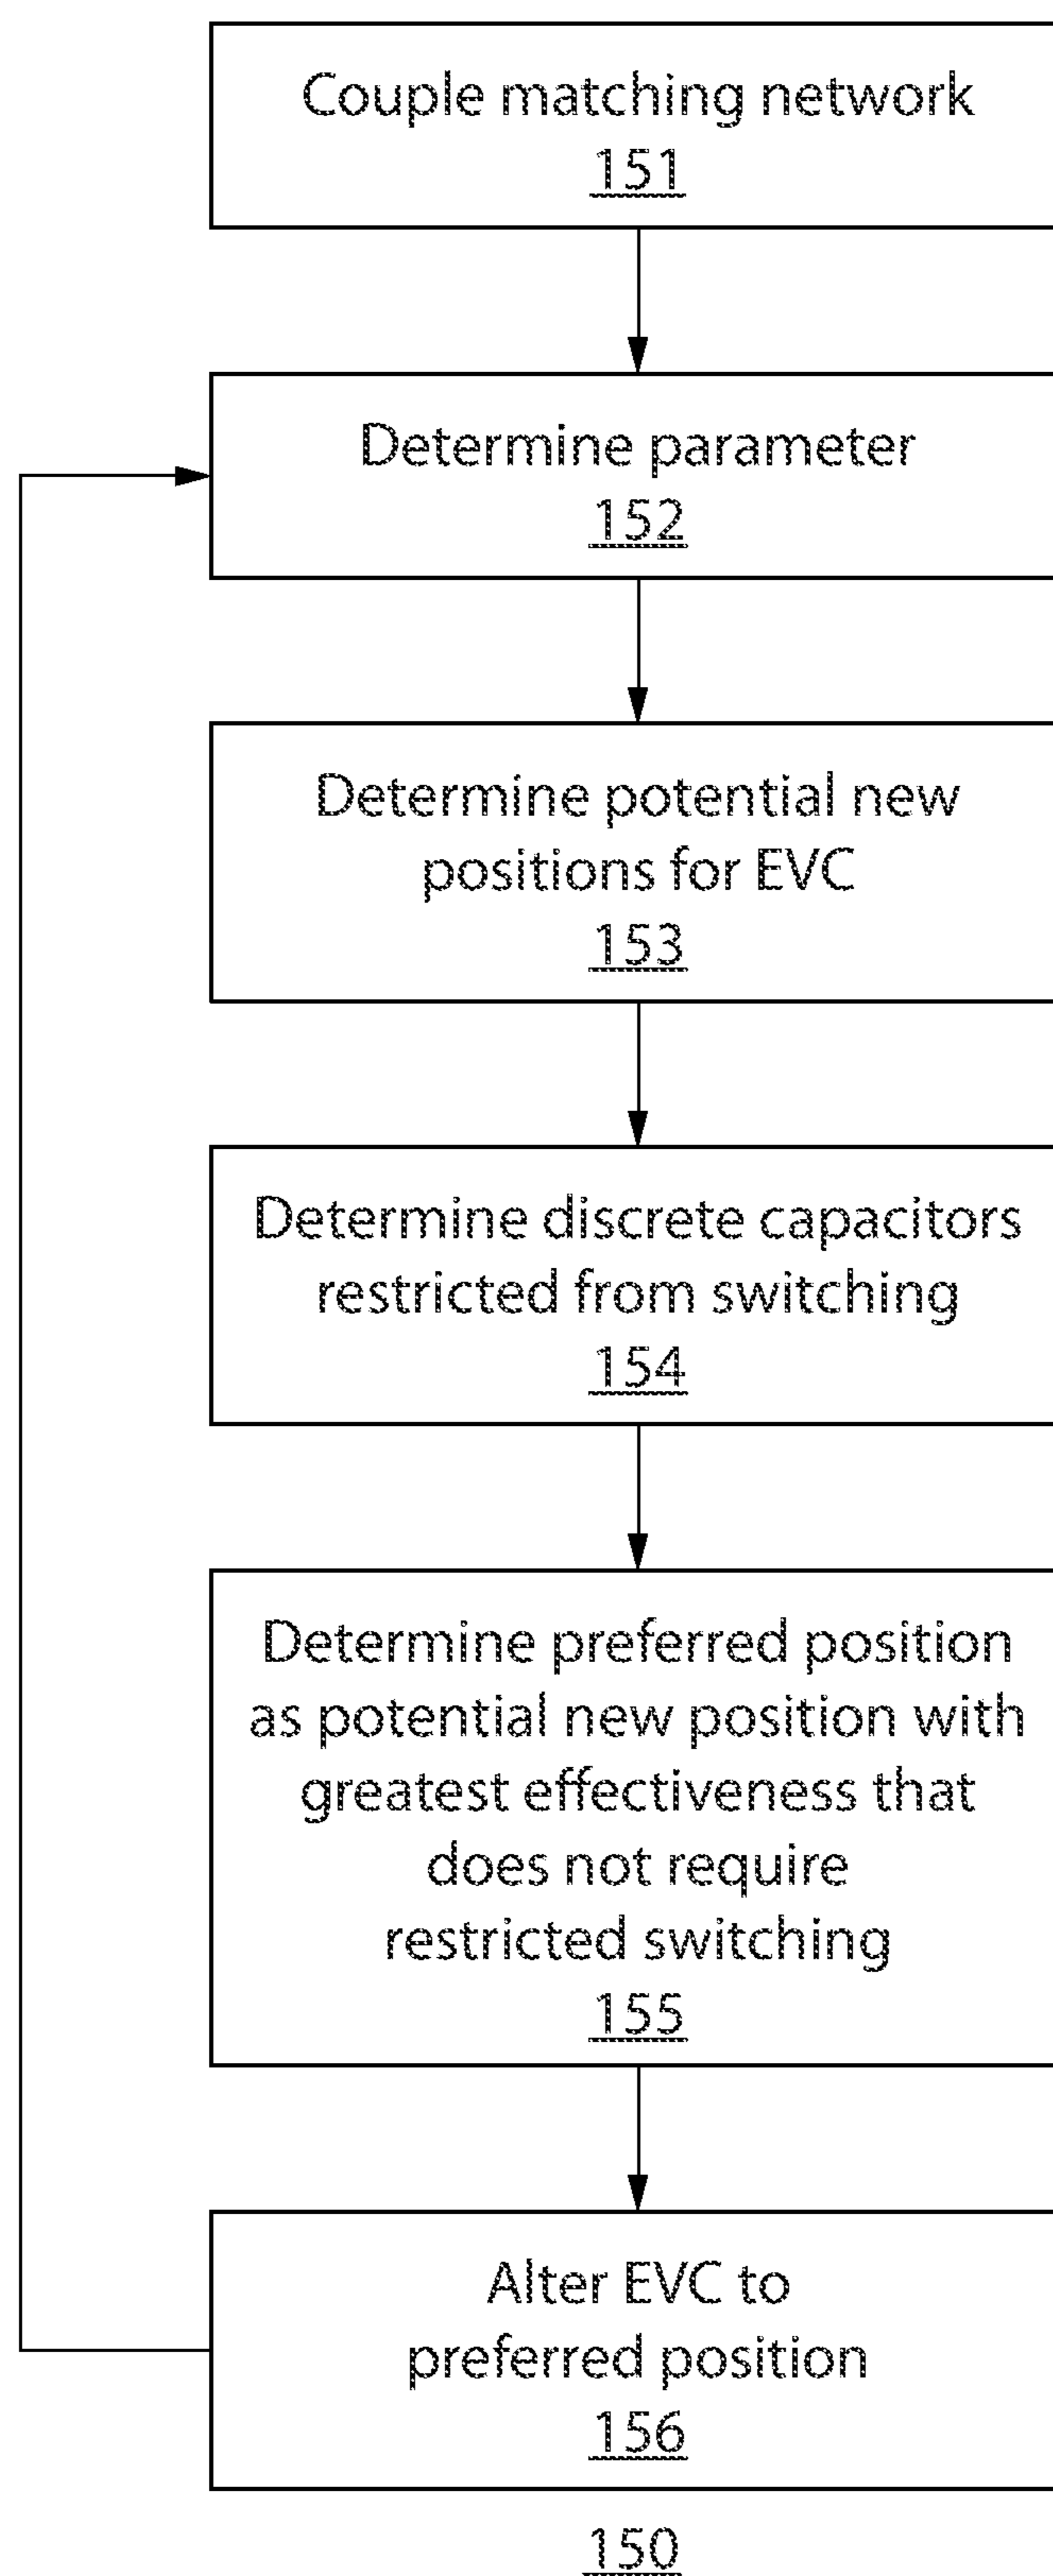 Couple matching network
151
Determine parameter
152
Determine potential new
positions for EVC
153
Determine discrete capacitors
restricted from switching
154
Determine preferred position
as potential new position with
greatest effectiveness that
does not require
restricted switching
155
Alter EVC to
preferred position
156
150